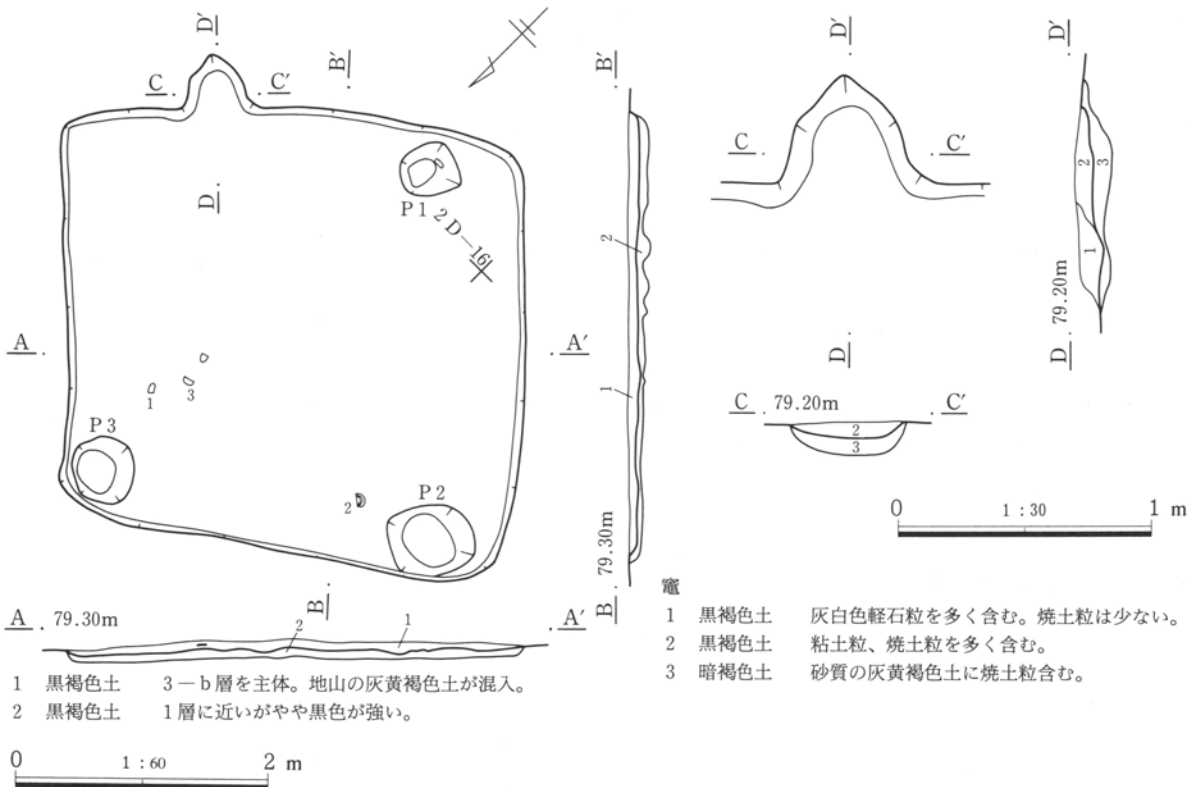 D′
B′
C
C′
D
P1
2D－16
A
A′
1
3
P3
2
P2
B
A
79.30m
2
1
A′
1　黒褐色土　3－b層を主体。地山の灰黄褐色土が混入。
2　黒褐色土　1層に近いがやや黒色が強い。
0
1：60
2 m
B′
2
1
79.30m
B
D′
C
C′
D
D′
2
3
1
79.20m
D
C
79.20m
C′
2
3
0
1：30
1 m
竈
1　黒褐色土　灰白色軽石粒を多く含む。焼土粒は少ない。
2　黒褐色土　粘土粒、焼土粒を多く含む。
3　暗褐色土　砂質の灰黄褐色土に焼土粒含む。